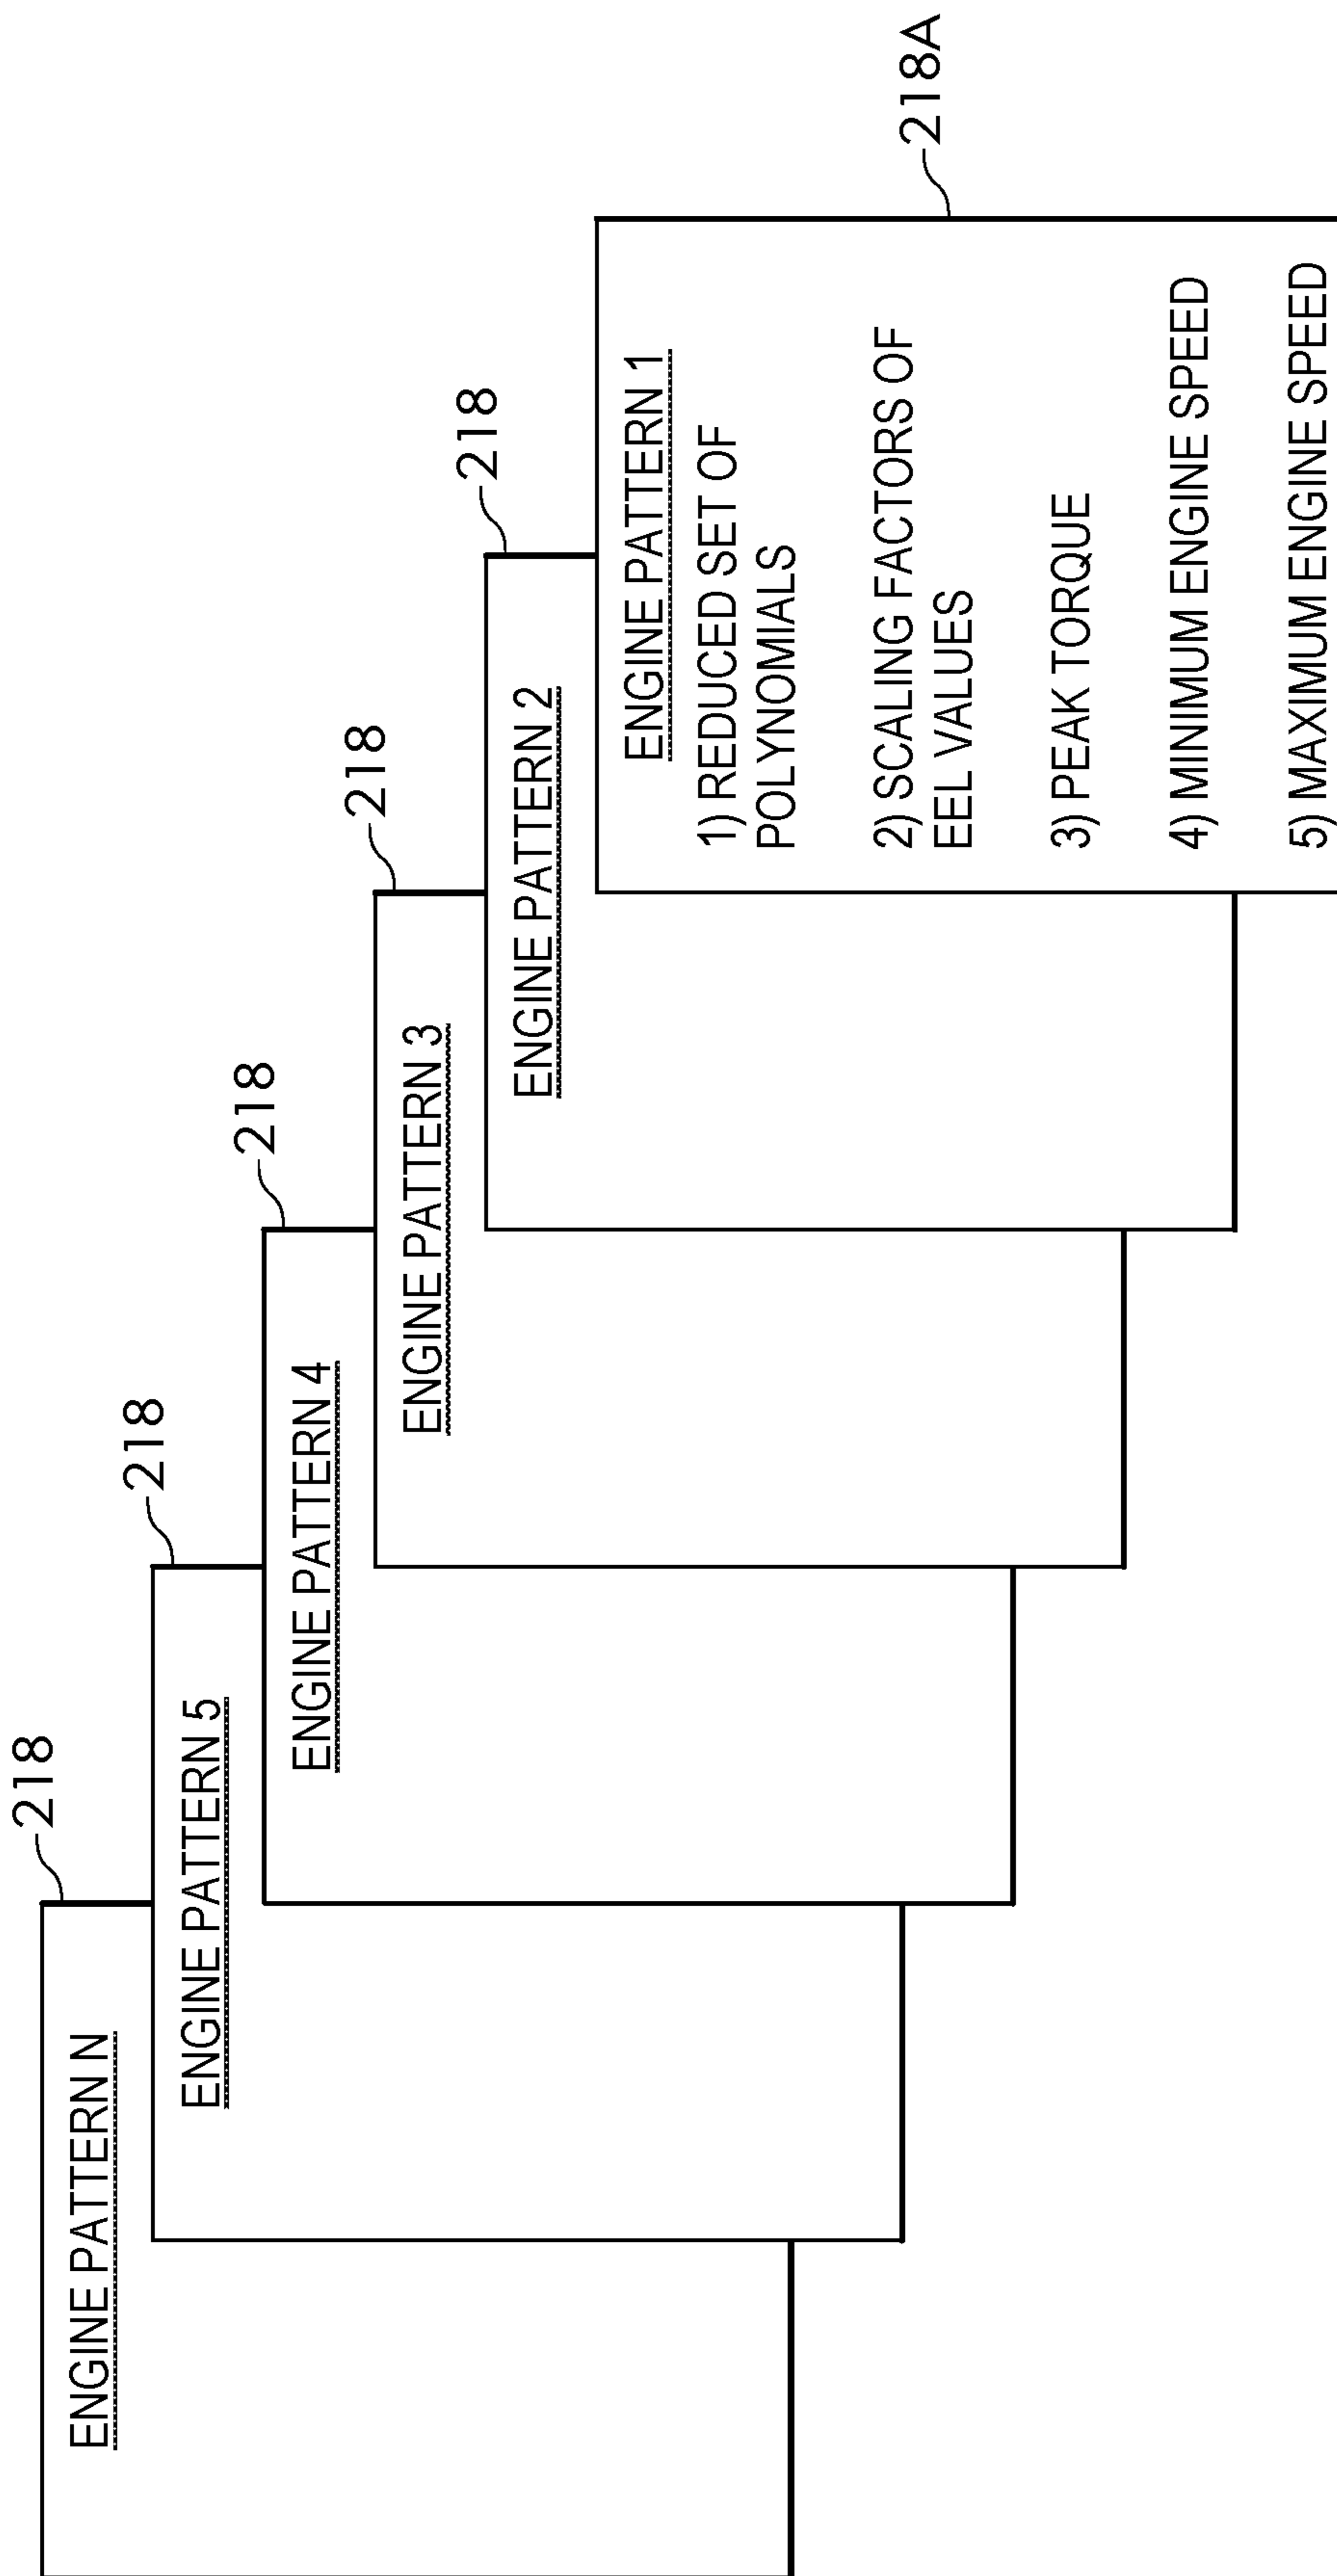 218
ENGINE PATTERN N
218
ENGINE PATTERN 5
218
ENGINE PATTERN 4
218
ENGINE PATTERN 3
218
ENGINE PATTERN 2
218A
ENGINE PATTERN 1
1) REDUCED SET OF
POLYNOMIALS
2) SCALING FACTORS OF
EEL VALUES
3) PEAK TORQUE
4) MINIMUM ENGINE SPEED
5) MAXIMUM ENGINE SPEED